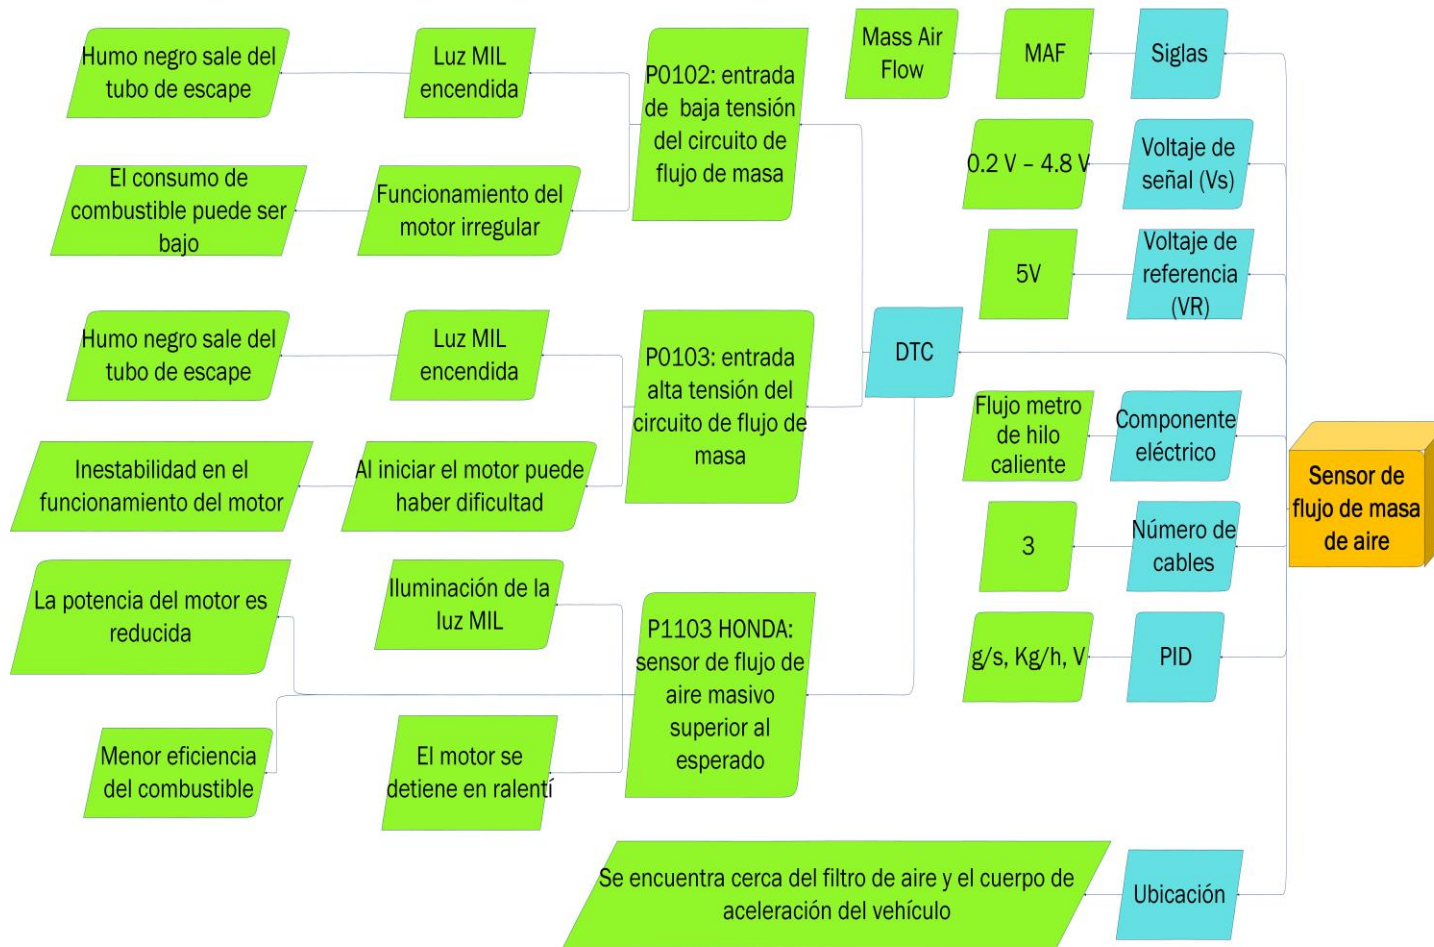 Humo negro sale del
tubo de escape
Luz MIL
encendida
P0102: entrada
de baja tensión
del circuito de
flujo de masa
Mass Air
Flow
MAF
Siglas
0.2 V – 4.8 V
Voltaje de
señal (Vs)
El consumo de
combustible puede ser
bajo
Funcionamiento del
motor irregular
5V
Voltaje de
referencia
(VR)
Humo negro sale del
tubo de escape
Luz MIL
encendida
P0103: entrada
alta tensión del
circuito de flujo de
masa
DTC
Flujo metro
de hilo
caliente
Componente
eléctrico
Sensor de
flujo de masa
de aire
Inestabilidad en el
funcionamiento del motor
Al iniciar el motor puede
haber dificultad
3
Número de
cables
La potencia del motor es
reducida
Iluminación de la
luz MIL
P1103 HONDA:
sensor de flujo de
aire masivo
superior al
esperado
g/s, Kg/h, V
PID
Menor eficiencia
del combustible
El motor se
detiene en ralentí
Se encuentra cerca del filtro de aire y el cuerpo de
aceleración del vehículo
Ubicación